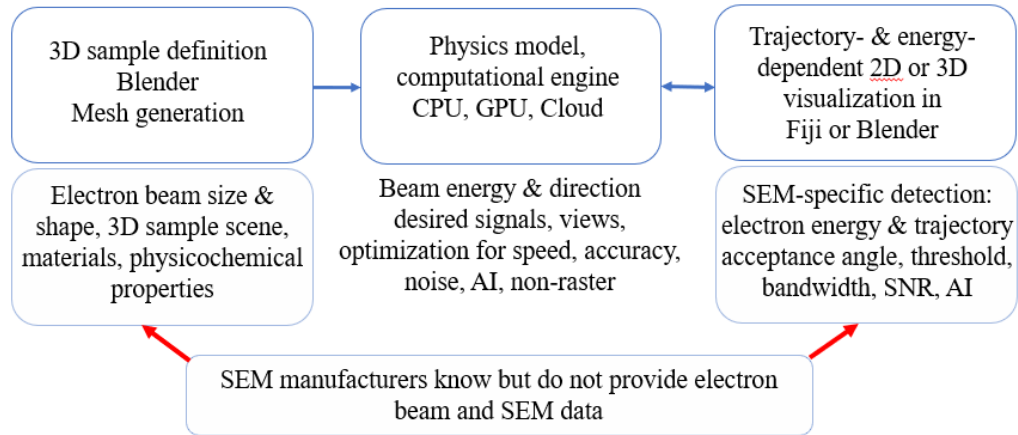 3D sample definition
Blender
Mesh generation
Physics model,
computational engine
CPU, GPU, Cloud
Trajectory- & energy-
dependent 2D or 3D
visualization in
Fiji or Blender
Electron beam size &
shape, 3D sample scene,
materials, physicochemical
properties
Beam energy & direction
desired signals, views,
optimization for speed, accuracy,
noise, AI, non-raster
SEM-specific detection:
electron energy & trajectory
acceptance angle, threshold,
bandwidth, SNR, AI
SEM manufacturers know but do not provide electron
beam and SEM data